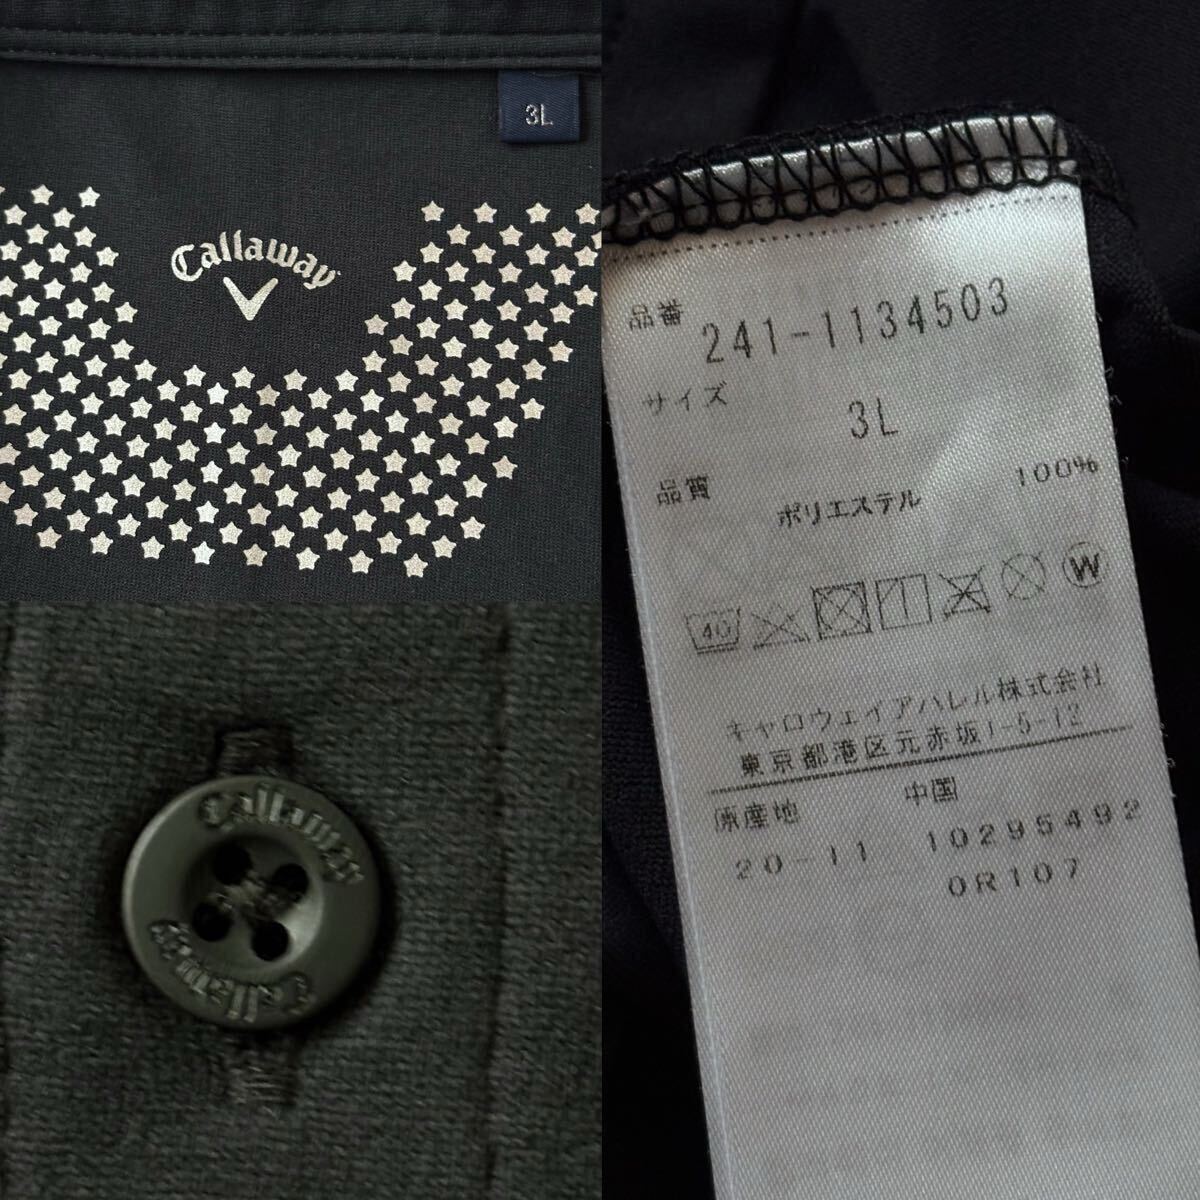 3L
Callaway
Callaway
Callaway
品番
241-1134503
サイズ
3L
品質
ポリエステル 100%
40
W
キャロウェイアパレル株式会社
東京都港区元赤坂1-5-12
原産地 中国
20-11 10295492
0R107